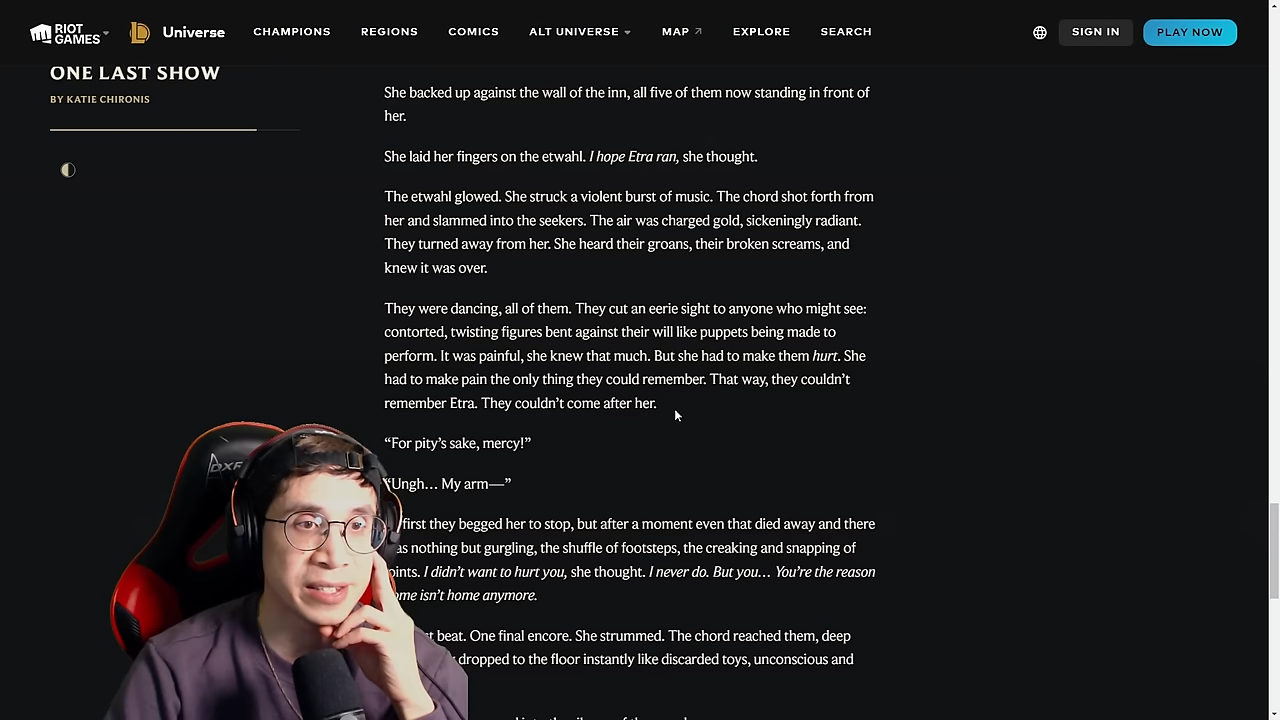 RIOT GAMES
Universe
CHAMPIONS
REGIONS
COMICS
ALT UNIVERSE
MAP
EXPLORE
SEARCH
SIGN IN
PLAY NOW
ONE LAST SHOW
BY KATIE CHIRONIS
She backed up against the wall of the inn, all five of them now standing in front of
her.
She laid her fingers on the etwahl. I hope Etra ran, she thought.
The etwahl glowed. She struck a violent burst of music. The chord shot forth from
her and slammed into the seekers. The air was charged gold, sickeningly radiant.
They turned away from her. She heard their groans, their broken screams, and
knew it was over.
They were dancing, all of them. They cut an eerie sight to anyone who might see:
contorted, twisting figures bent against their will like puppets being made to
perform. It was painful, she knew that much. But she had to make them hurt. She
had to make pain the only thing they could remember. That way, they couldn’t
remember Etra. They couldn’t come after her.
“For pity’s sake, mercy!”
“Ungh… My arm—”
first they begged her to stop, but after a moment even that died away and there
nothing but gurgling, the shuffle of footsteps, the creaking and snapping of
I didn’t want to hurt you, she thought. I never do. But you… You’re the reason
isn’t home anymore.
beat. One final encore. She strummed. The chord reached them, deep
dropped to the floor instantly like discarded toys, unconscious and
DXR